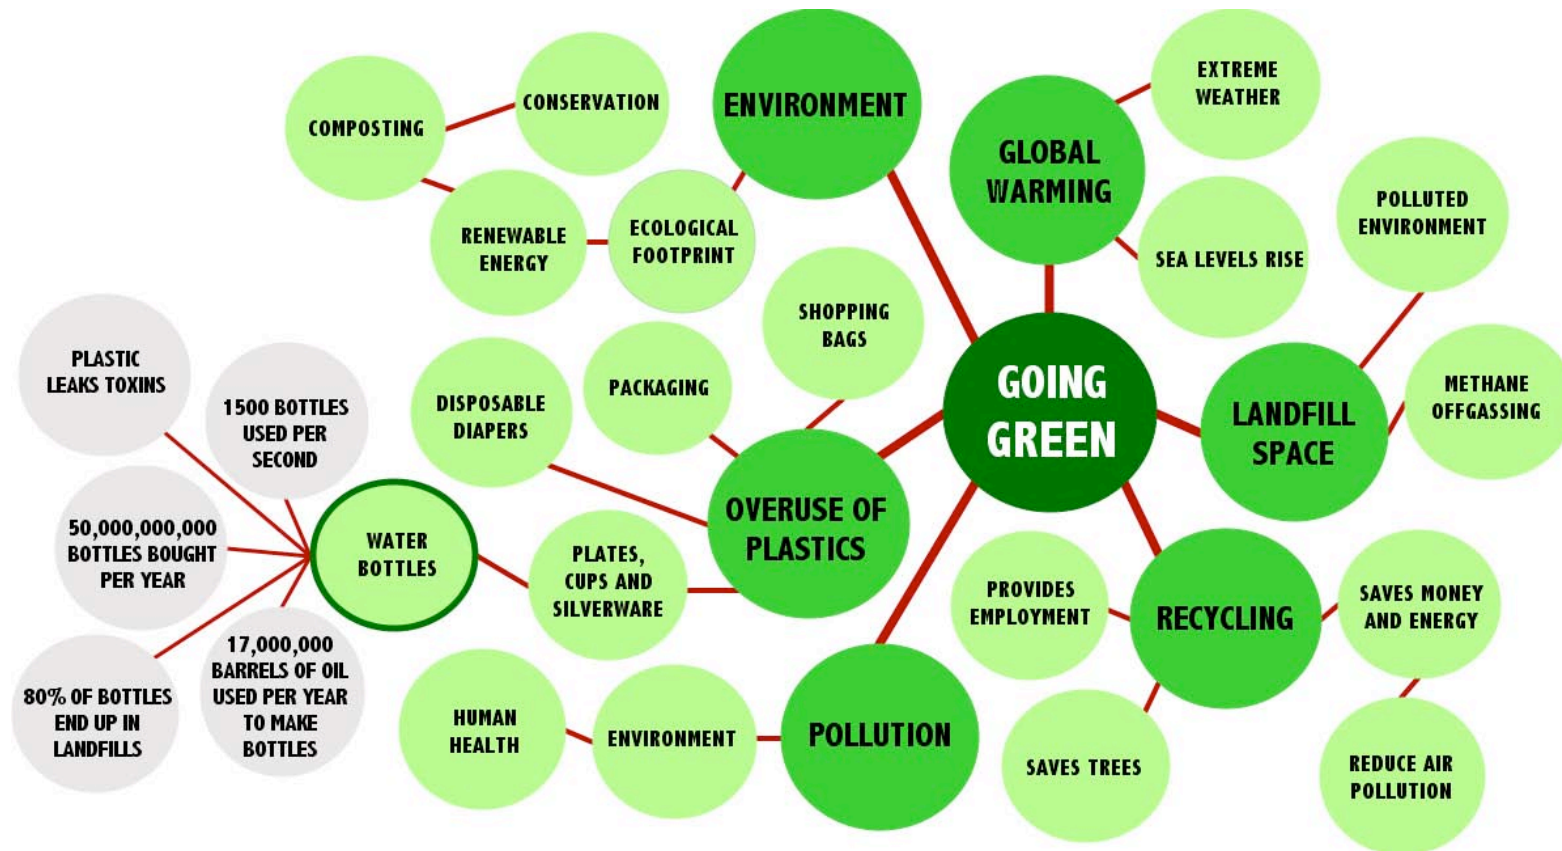 ENVIRONMENT
GLOBAL
WARMING
EXTREME
WEATHER
SEA LEVELS RISE
CONSERVATION
COMPOSTING
RENEWABLE
ENERGY
ECOLOGICAL
FOOTPRINT
POLLUTED
ENVIRONMENT
METHANE
OFFGASSING
LANDFILL
SPACE
GOING
GREEN
SHOPPING
BAGS
PACKAGING
DISPOSABLE
DIAPERS
OVERUSE OF
PLASTICS
PLATES,
CUPS AND
SILVERWARE
WATER
BOTTLES
PLASTIC
LEAKS TOXINS
1500 BOTTLES
USED PER
SECOND
50,000,000,000
BOTTLES BOUGHT
PER YEAR
80% OF BOTTLES
END UP IN
LANDFILLS
17,000,000
BARRELS OF OIL
USED PER YEAR
TO MAKE
BOTTLES
POLLUTION
ENVIRONMENT
HUMAN
HEALTH
RECYCLING
PROVIDES
EMPLOYMENT
SAVES TREES
SAVES MONEY
AND ENERGY
REDUCE AIR
POLLUTION